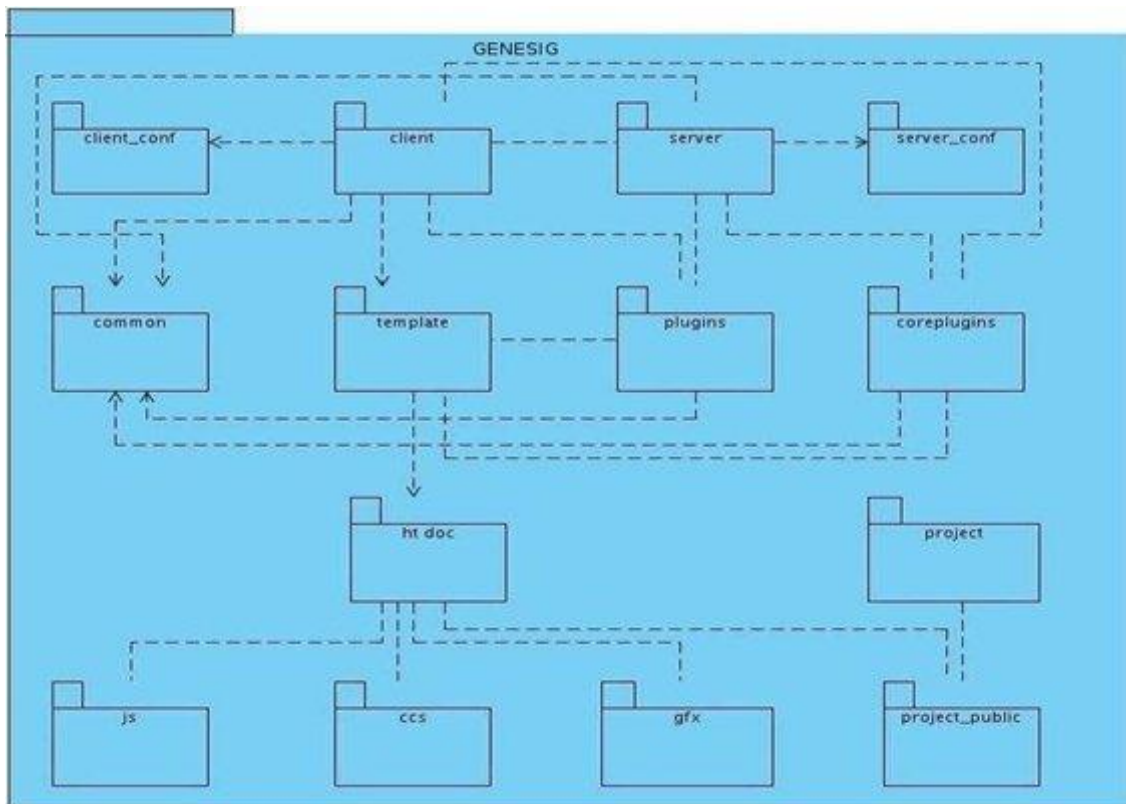 GENESIG
client_conf
client
server
server_conf
common
template
plugins
coreplugins
ht doc
project
js
ccs
gfx
project_public